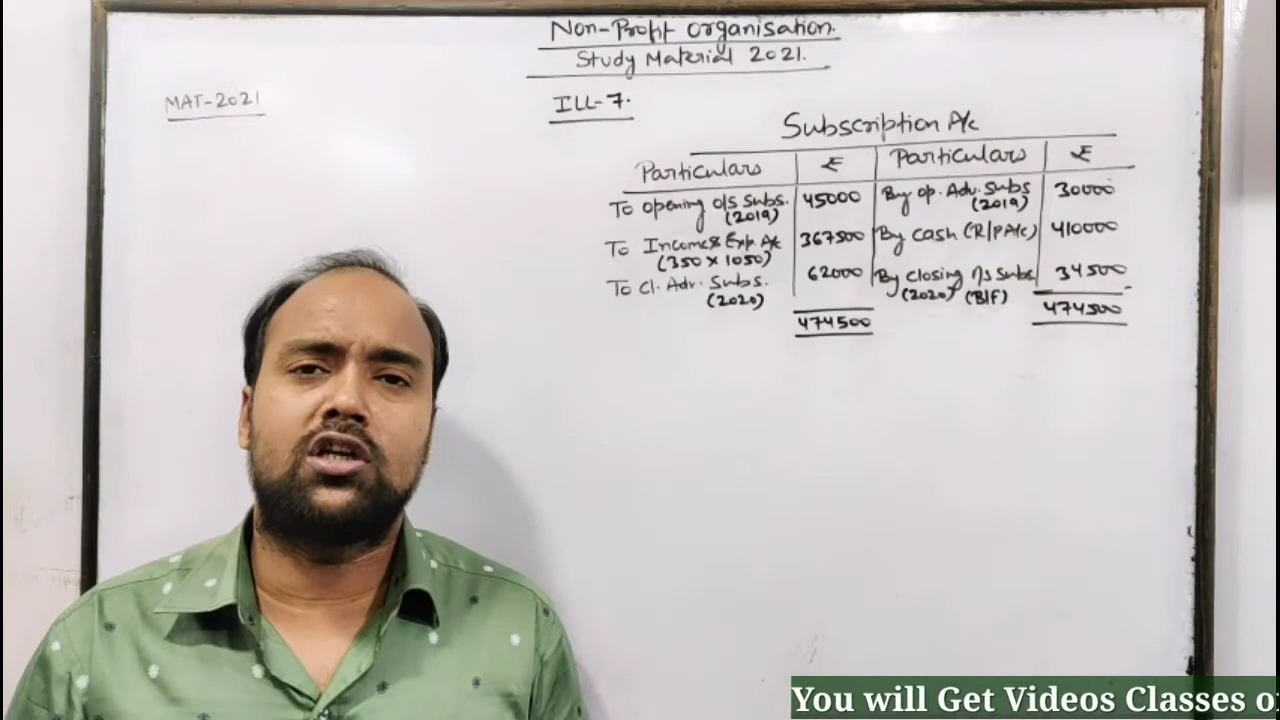 Non-Profit Organisation.
Study Material 2021.
MAT-2021
ILL-7.
Subscription A/c
Particulars ₹ Particulars ₹
To Opening o/s Subs. 45000 By op. Adv. Subs 30000
(2019) (2019)
To Income & Exp. A/c 367500 By Cash (R/P A/c) 410000
(350 x 1050)
To Cl. Adv. Subs. 62000 By Closing o/s Subs 34500
(2020) (2020) (B/F)
474500 474500
You will Get Videos Classes o